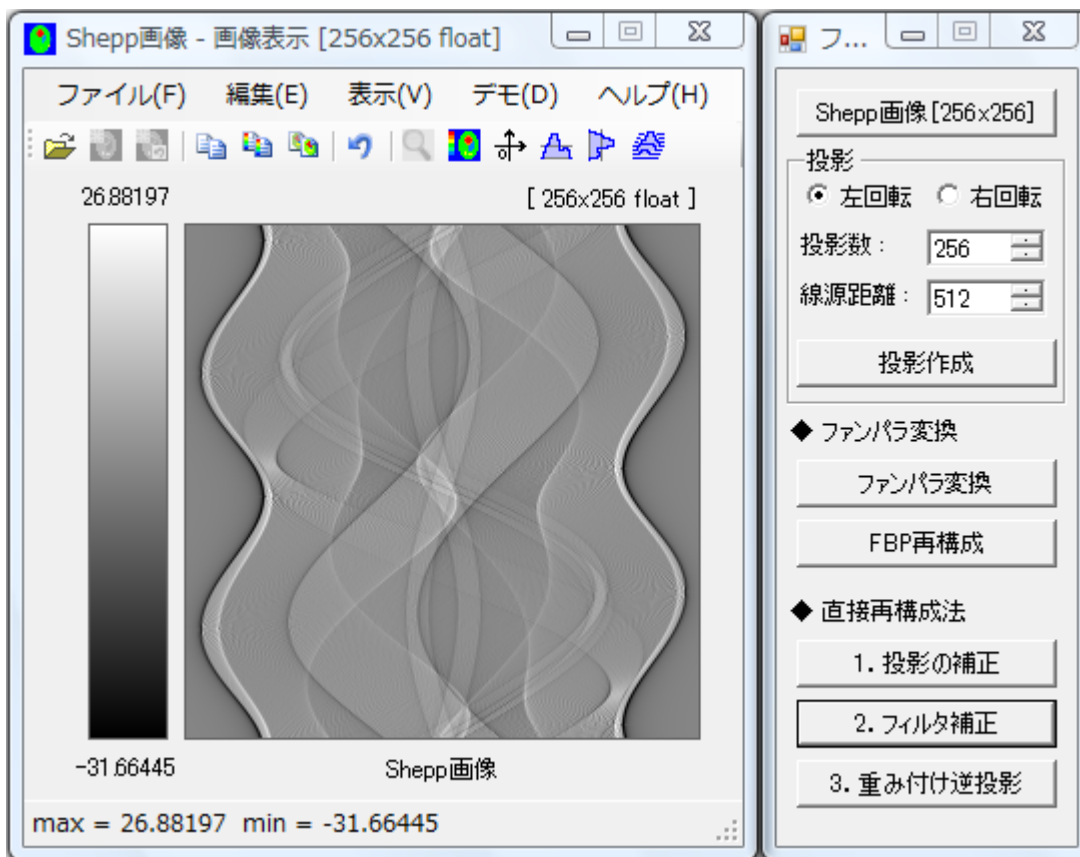 Shepp画像 - 画像表示 [256x256 float]
ファイル(F) 編集(E) 表示(V) デモ(D) ヘルプ(H)
26.88197
[ 256x256 float ]
-31.66445
Shepp画像
max = 26.88197 min = -31.66445
フ...
Shepp画像[256x256]
投影
左回転 右回転
投影数： 256
線源距離： 512
投影作成
◆ ファンパラ変換
ファンパラ変換
FBP再構成
◆ 直接再構成法
1. 投影の補正
2. フィルタ補正
3. 重み付け逆投影